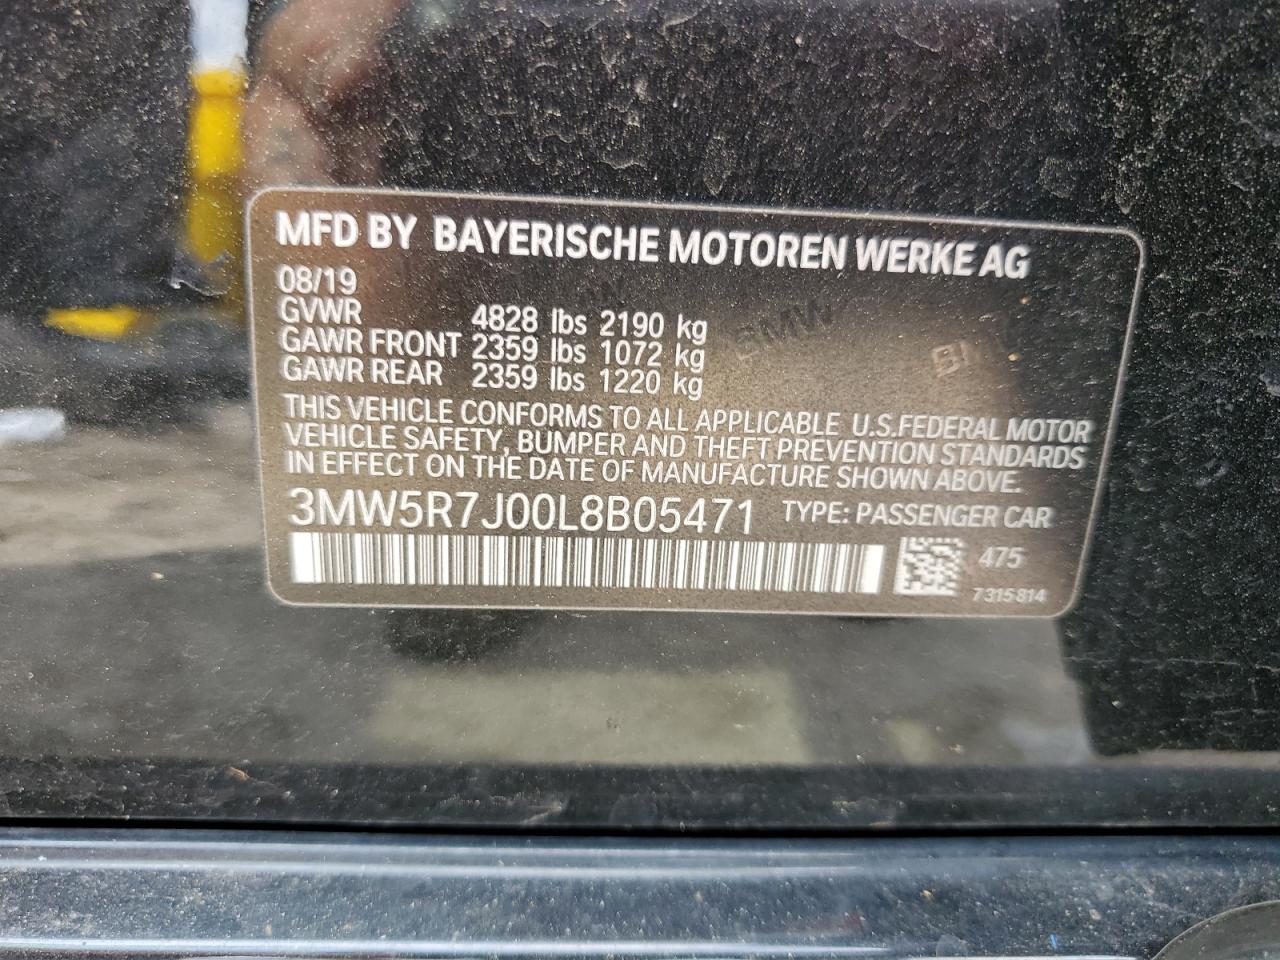 MFD BY BAYERISCHE MOTOREN WERKE AG
08/19
GVWR 4828 lbs 2190 kg
GAWR FRONT 2359 lbs 1072 kg
GAWR REAR 2359 lbs 1220 kg
THIS VEHICLE CONFORMS TO ALL APPLICABLE U.S.FEDERAL MOTOR
VEHICLE SAFETY, BUMPER AND THEFT PREVENTION STANDARDS
IN EFFECT ON THE DATE OF MANUFACTURE SHOWN ABOVE.
3MW5R7J00L8B05471 TYPE: PASSENGER CAR
475
7315814
BMW